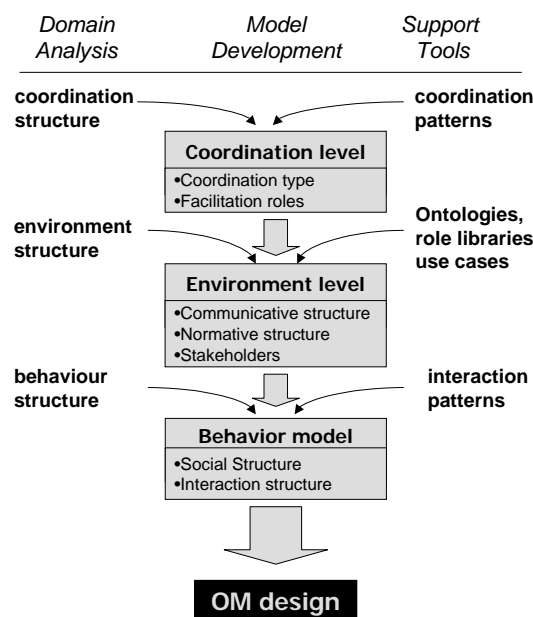 Domain
Analysis
Model
Development
Support
Tools
coordination
structure
coordination
patterns
Coordination level
•Coordination type
•Facilitation roles
environment
structure
Ontologies,
role libraries
use cases
Environment level
•Communicative structure
•Normative structure
•Stakeholders
behaviour
structure
interaction
patterns
Behavior model
•Social Structure
•Interaction structure
OM design